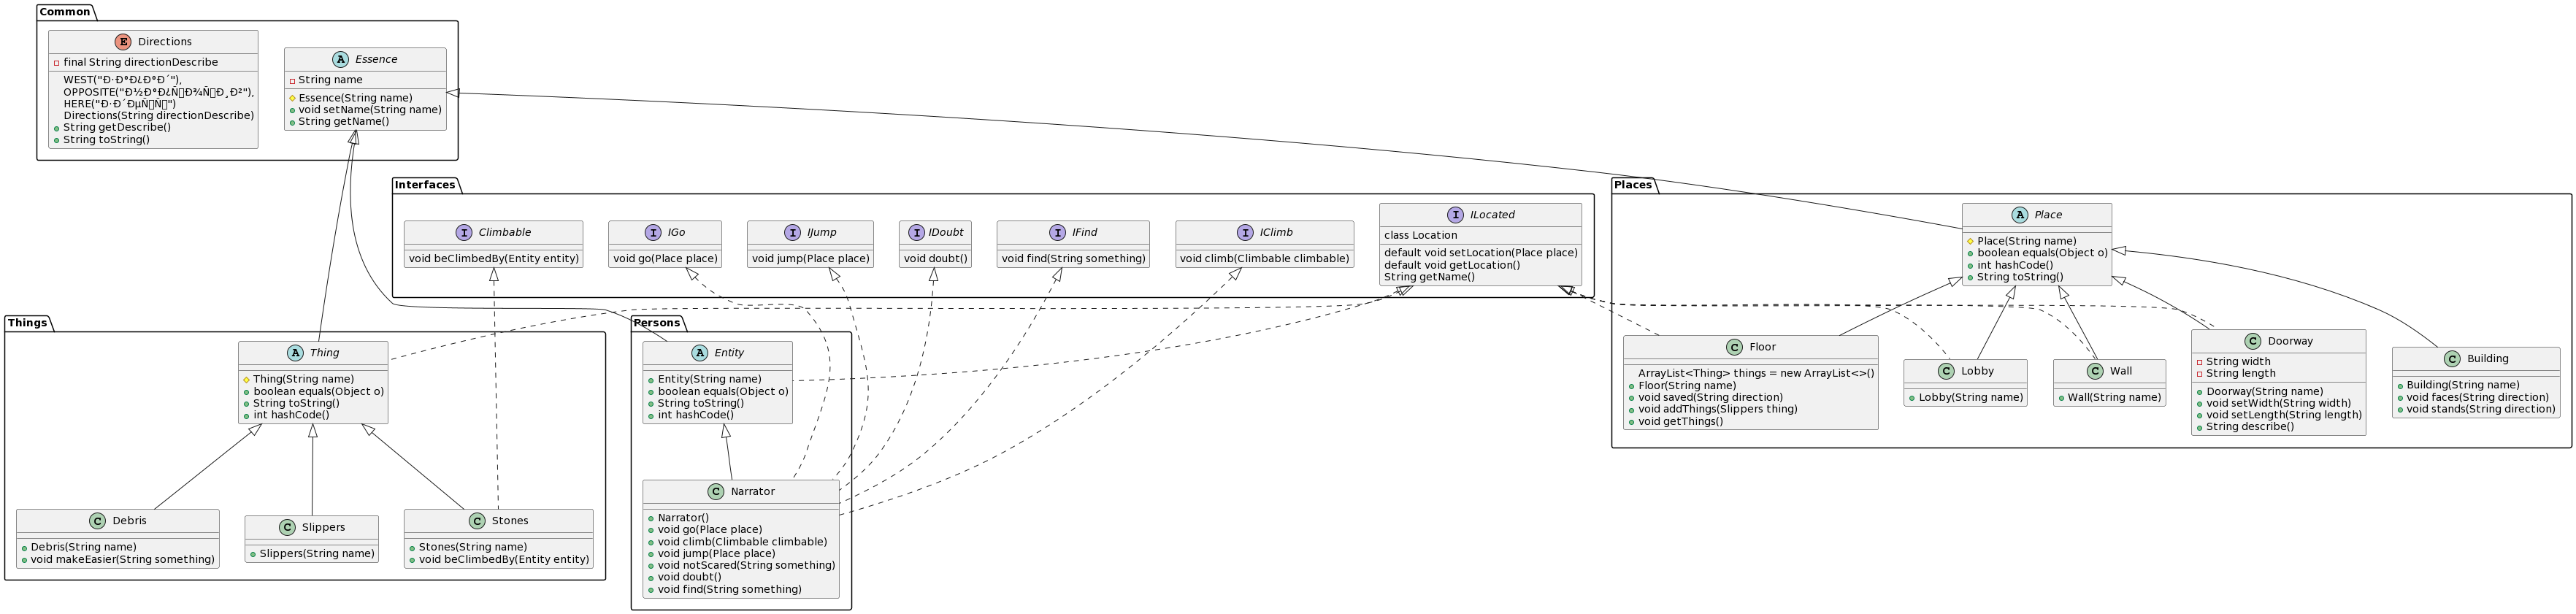 Common
E Directions
final String directionDescribe
WEST("Ð·Ð°Ð¿Ð°Ð´"),
OPPOSITE("Ð½Ð°Ð¿Ñ▯Ð¾Ñ▯Ð¸Ð²"),
HERE("Ð·Ð´ÐµÑ▯Ñ▯")
Directions(String directionDescribe)
String getDescribe()
String toString()
A Essence
String name
Essence(String name)
void setName(String name)
String getName()
Interfaces
I Climbable
void beClimbedBy(Entity entity)
I IGo
void go(Place place)
I IJump
void jump(Place place)
I IDoubt
void doubt()
I IFind
void find(String something)
I IClimb
void climb(Climbable climbable)
I ILocated
class Location
default void setLocation(Place place)
default void getLocation()
String getName()
Places
A Place
Place(String name)
boolean equals(Object o)
int hashCode()
String toString()
C Floor
ArrayList<Thing> things = new ArrayList<>()
Floor(String name)
void saved(String direction)
void addThings(Slippers thing)
void getThings()
C Lobby
Lobby(String name)
C Wall
Wall(String name)
C Doorway
String width
String length
Doorway(String name)
void setWidth(String width)
void setLength(String length)
String describe()
C Building
Building(String name)
void faces(String direction)
void stands(String direction)
Things
A Thing
Thing(String name)
boolean equals(Object o)
String toString()
int hashCode()
C Debris
Debris(String name)
void makeEasier(String something)
C Slippers
Slippers(String name)
C Stones
Stones(String name)
void beClimbedBy(Entity entity)
Persons
A Entity
Entity(String name)
boolean equals(Object o)
String toString()
int hashCode()
C Narrator
Narrator()
void go(Place place)
void climb(Climbable climbable)
void jump(Place place)
void notScared(String something)
void doubt()
void find(String something)